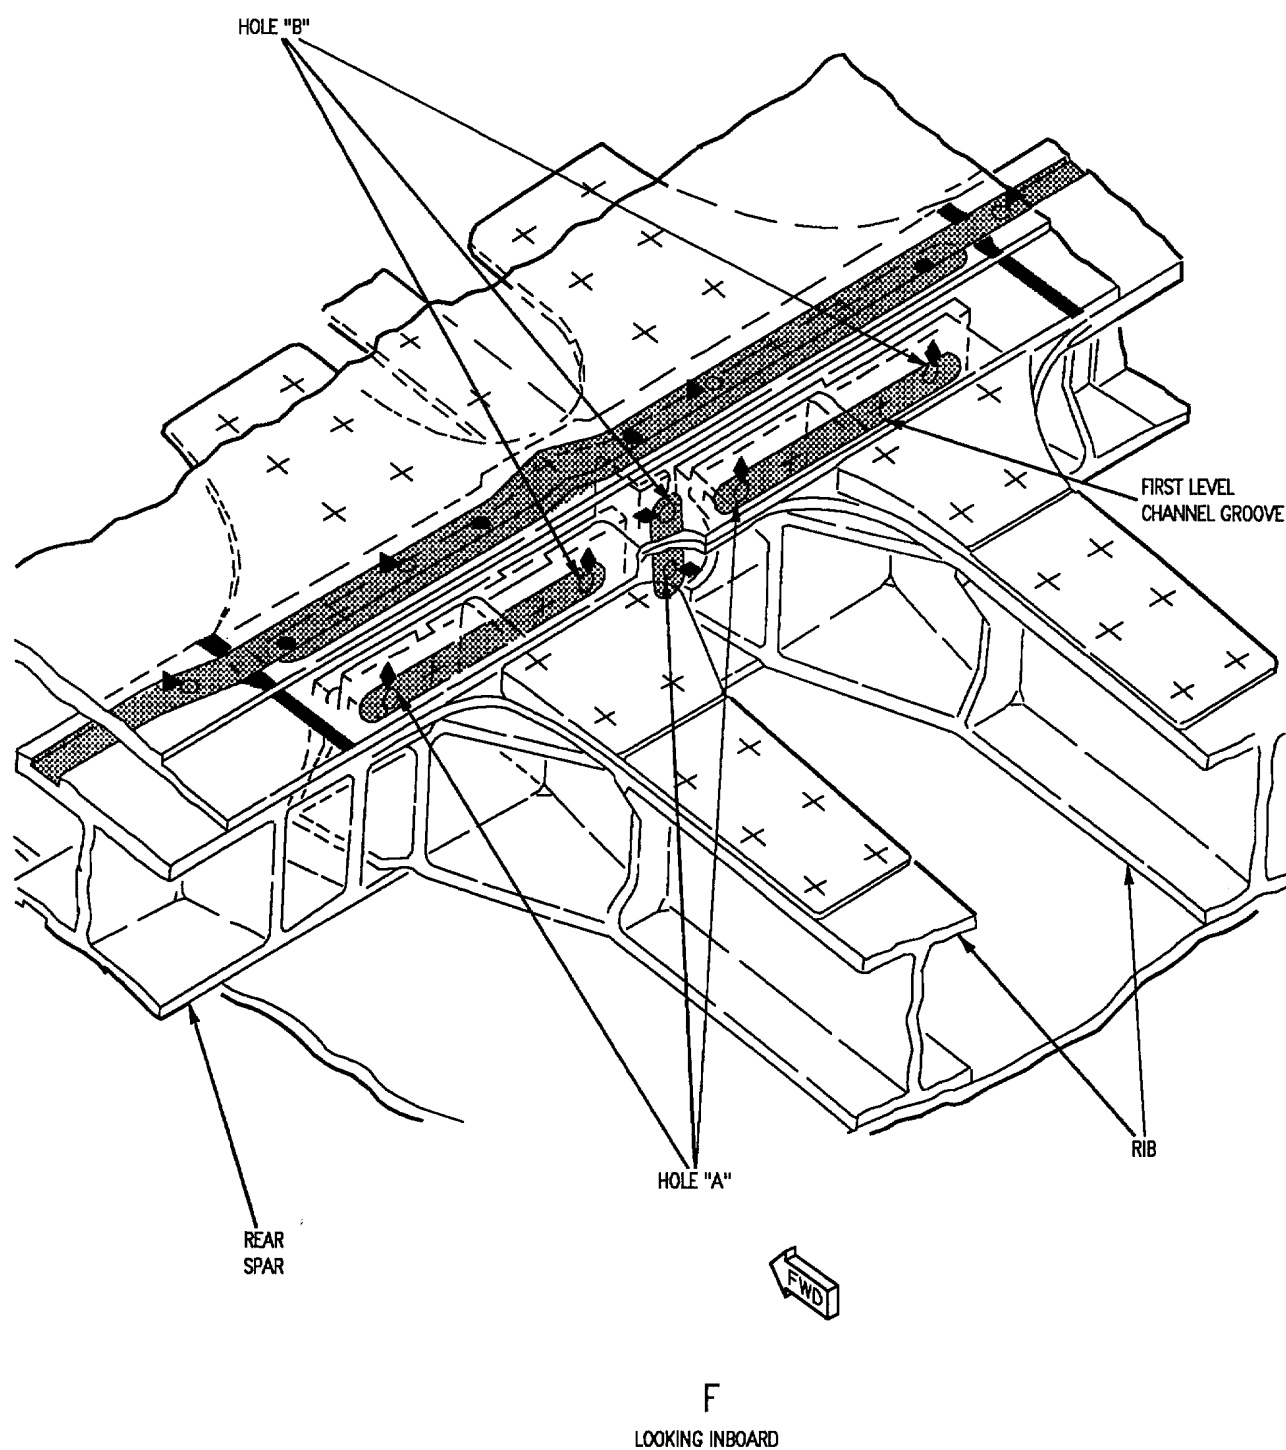 HOLE "B"
FIRST LEVEL
CHANNEL GROOVE
RIB
HOLE "A"
REAR
SPAR
FWD
F
LOOKING INBOARD